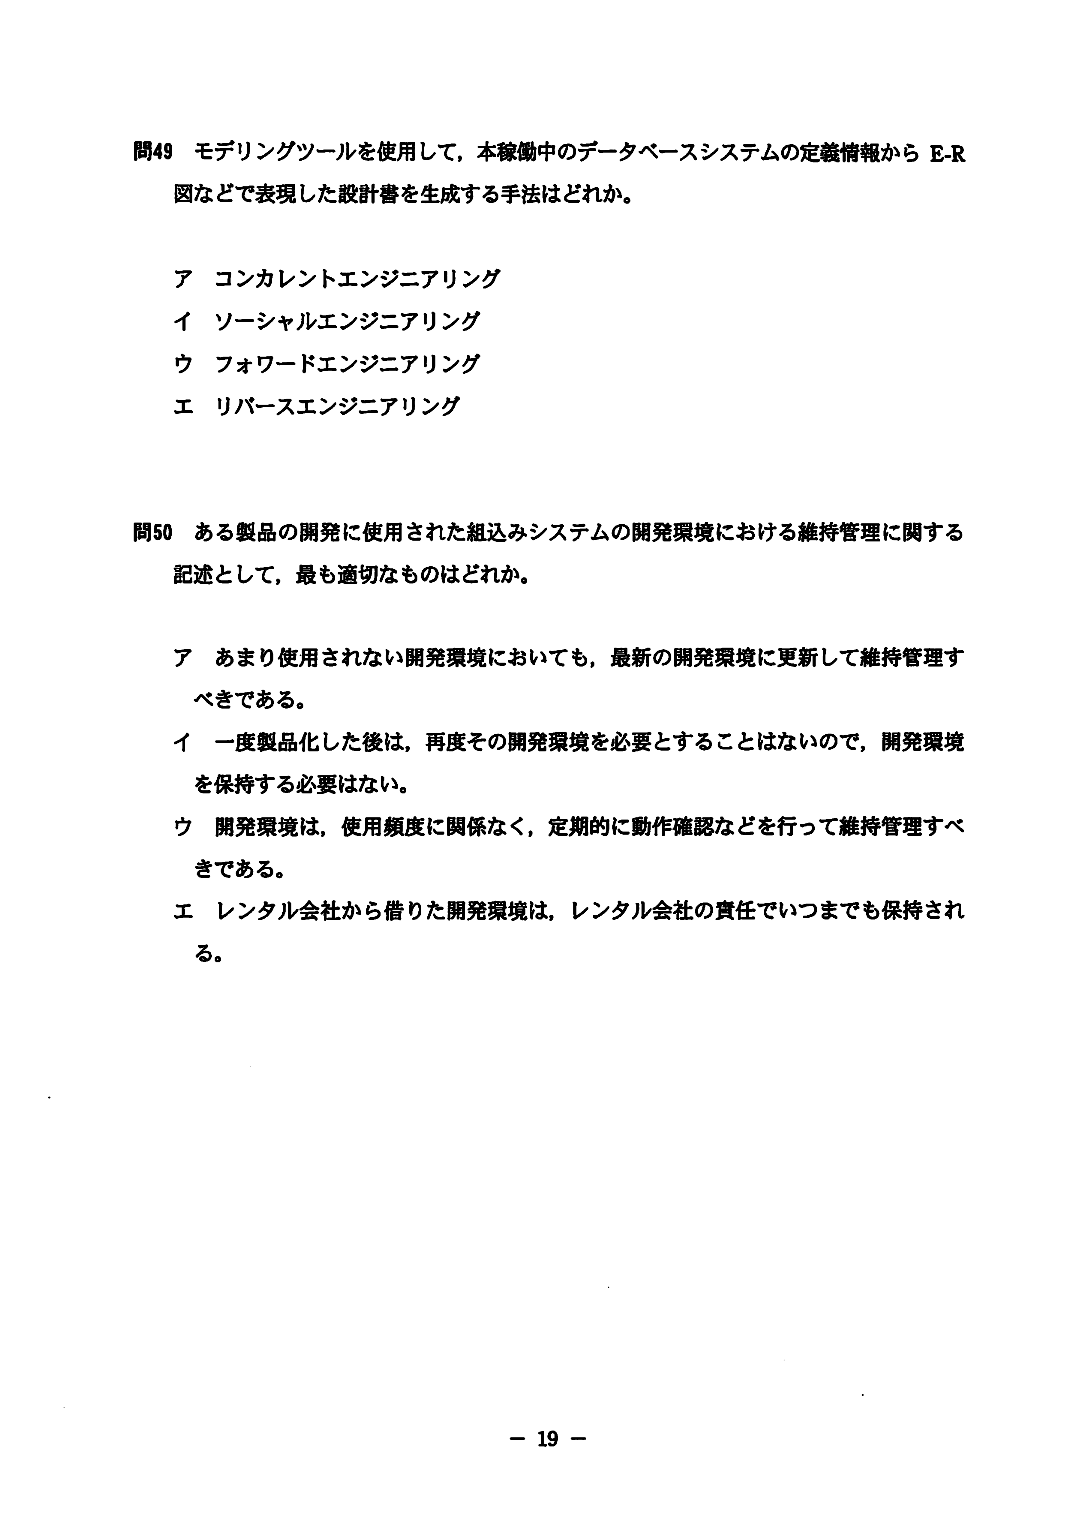 問49 モデリングツールを使用して，本稼働中のデータベースシステムの定義情報から E-R
図などで表現した設計書を生成する手法はどれか。
ア コンカレントエンジニアリング
イ ソーシャルエンジニアリング
ウ フォワードエンジニアリング
エ リバースエンジニアリング
問50 ある製品の開発に使用された組込みシステムの開発環境における維持管理に関する
記述として，最も適切なものはどれか。
ア あまり使用されない開発環境においても，最新の開発環境に更新して維持管理す
べきである。
イ 一度製品化した後は，再度その開発環境を必要とすることはないので，開発環境
を保持する必要はない。
ウ 開発環境は，使用頻度に関係なく，定期的に動作確認などを行って維持管理すべ
きである。
エ レンタル会社から借りた開発環境は，レンタル会社の責任でいつまでも保持され
る。
－ 19 －